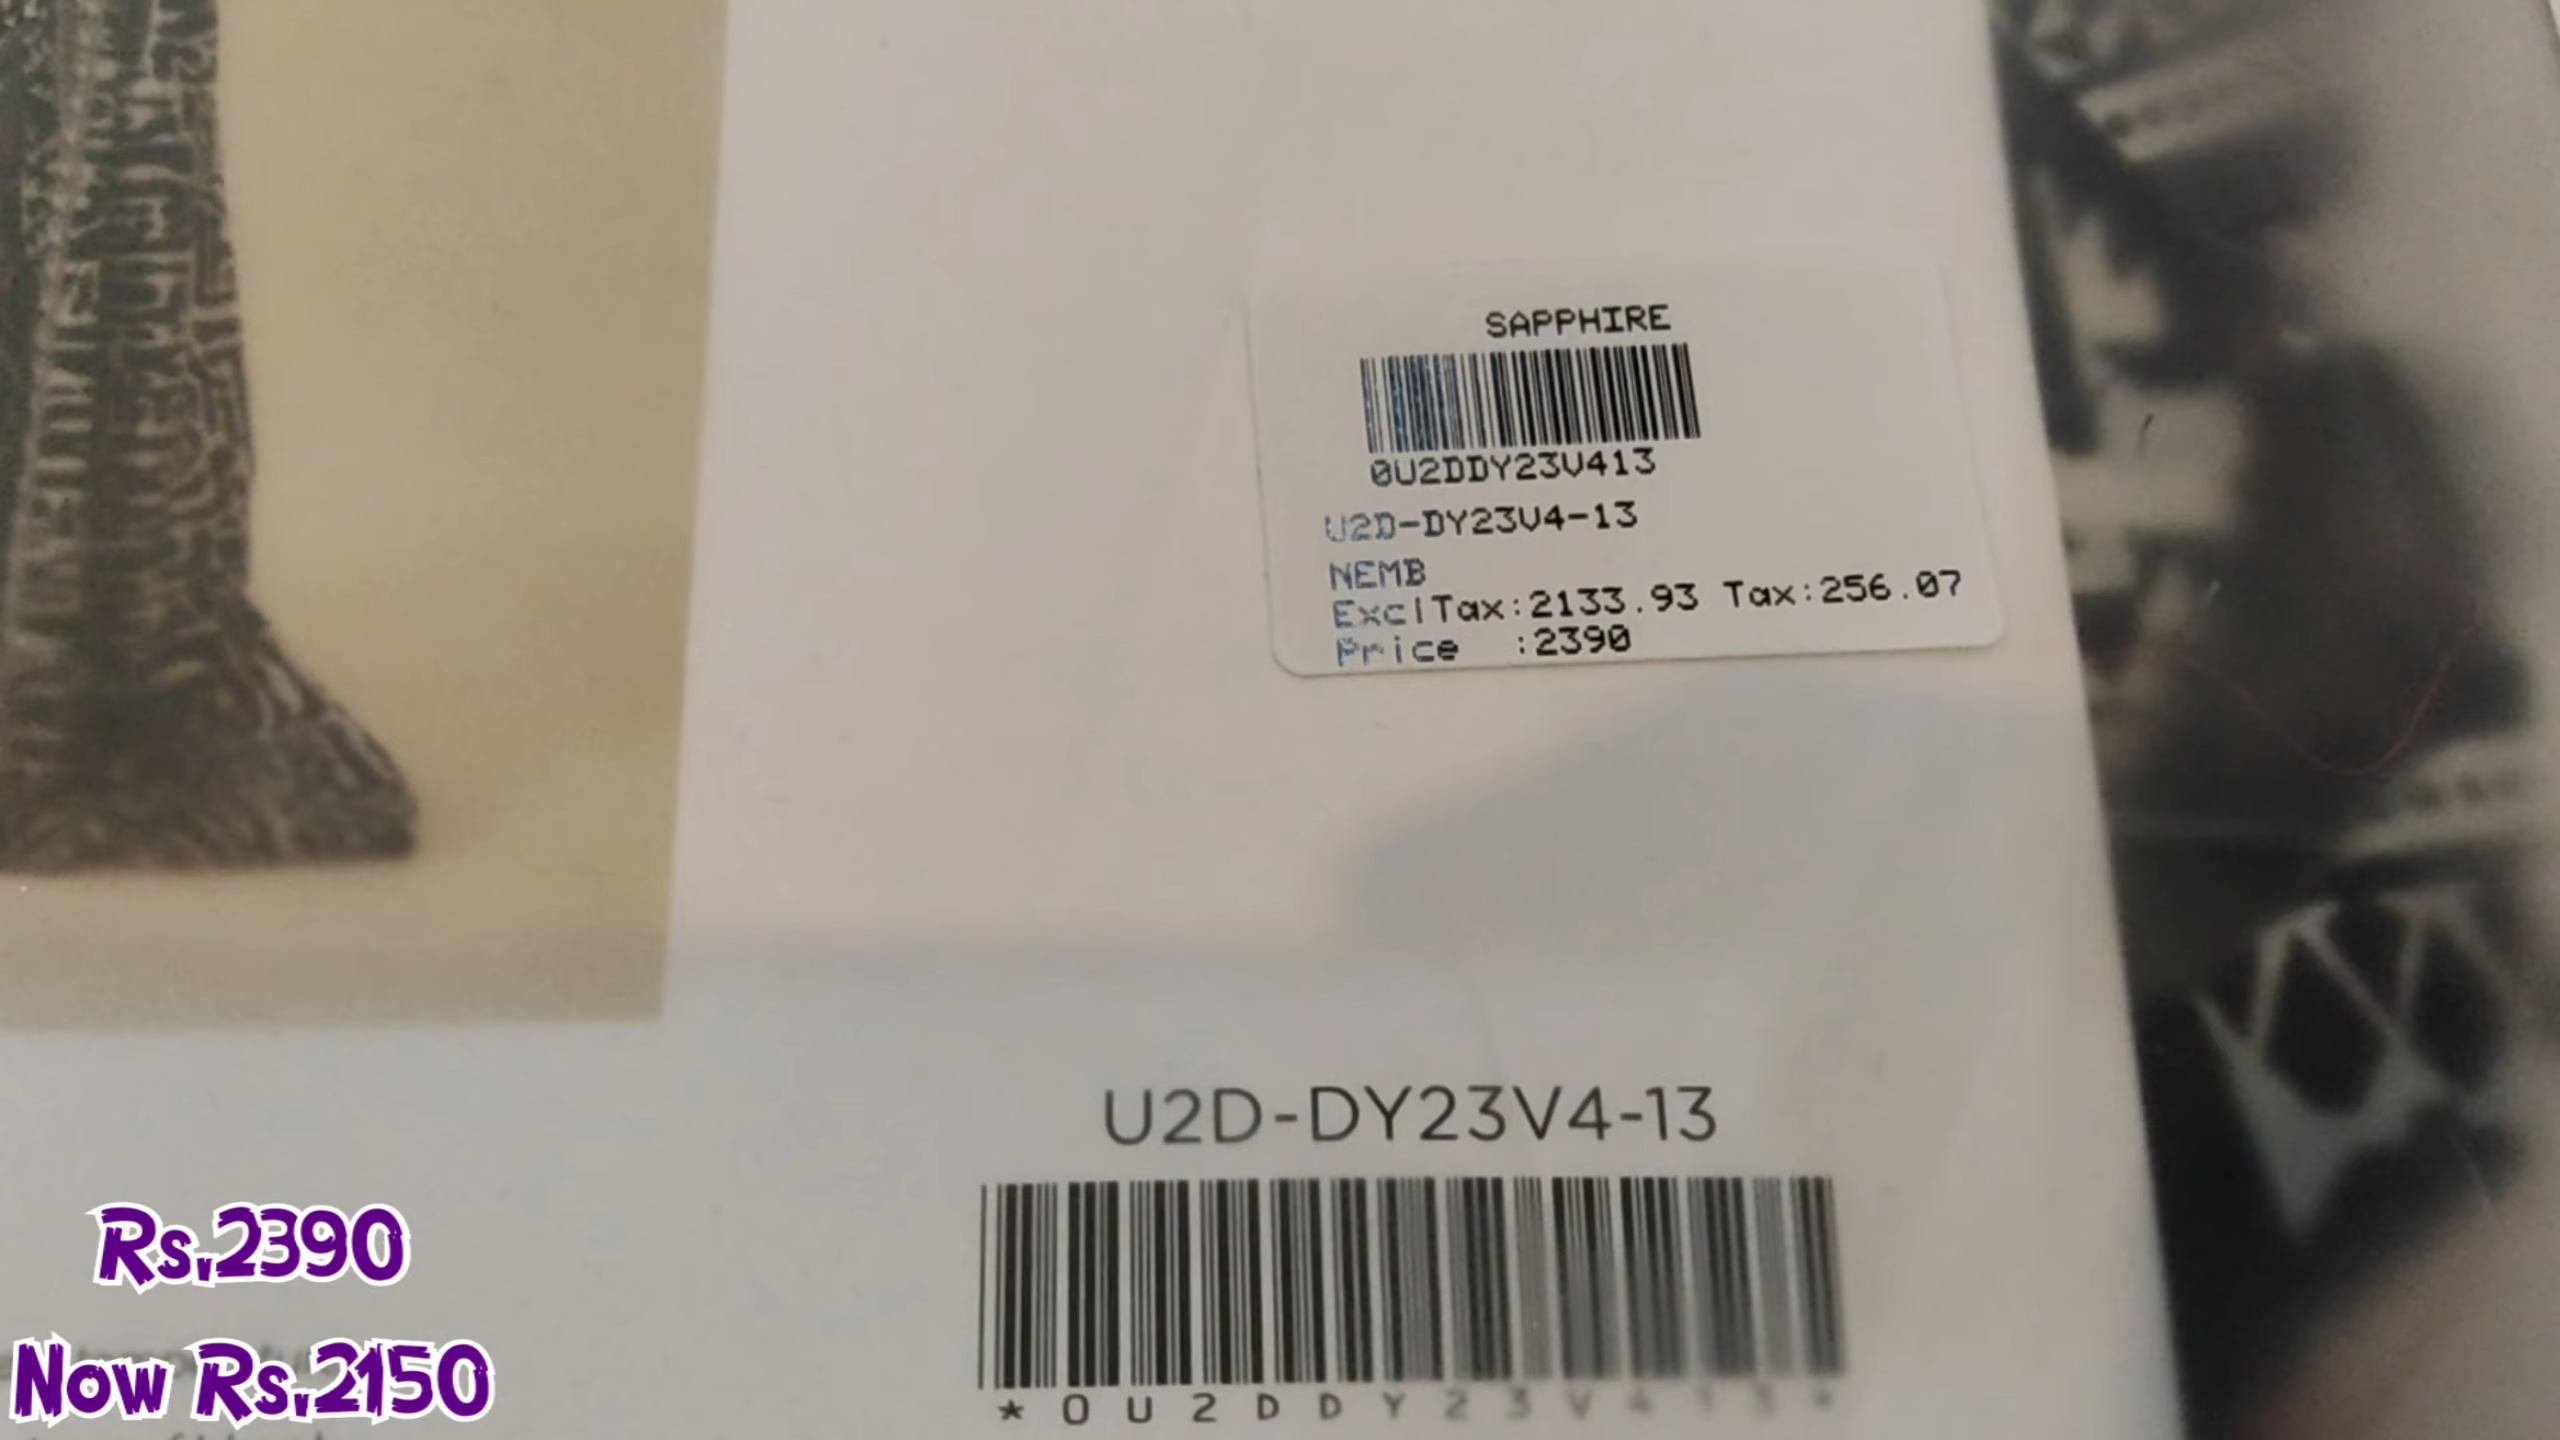 SAPPHIRE
0U2DDY23V413
U2D-DY23V4-13
NEMB
ExclTax:2133.93 Tax:256.07
Price :2390
U2D-DY23V4-13
*0U2DDY23V413*
Rs.2390
Now Rs.2150